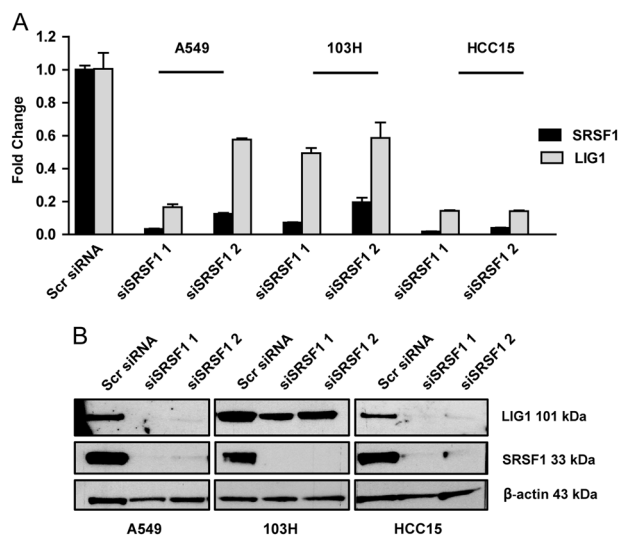 A
A549 103H HCC15
1.2
1.0
0.8
0.6
0.4
0.2
0.0
Fold Change
SRSF1
LIG1
Scr siRNA siSRSF1 1 siSRSF1 2 siSRSF1 1 siSRSF1 2 siSRSF1 1 siSRSF1 2
B
Scr siRNA siSRSF1 1 siSRSF1 2 Scr siRNA siSRSF1 1 siSRSF1 2 Scr siRNA siSRSF1 1 siSRSF1 2
LIG1 101 kDa
SRSF1 33 kDa
β-actin 43 kDa
A549 103H HCC15